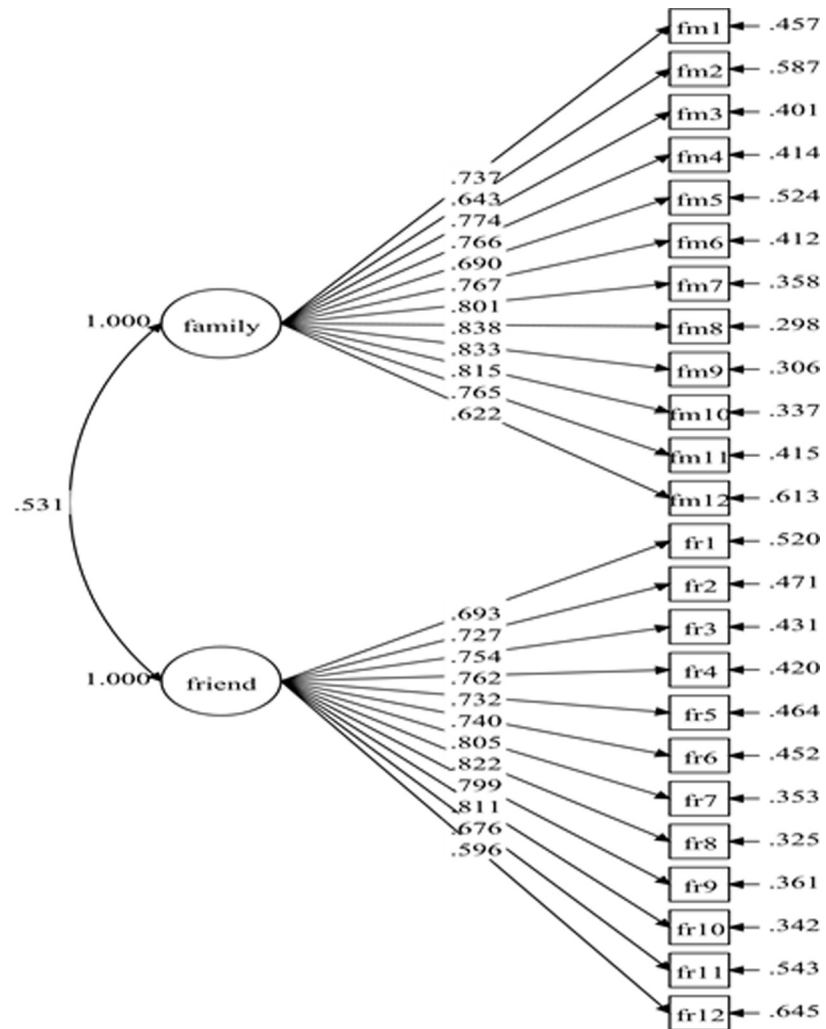 fm1 .457
fm2 .587
fm3 .401
fm4 .414
.737
fm5 .524
.643
.774
fm6 .412
.766
.690
fm7 .358
.767
.801
1.000 family
fm8 .298
.838
.833
fm9 .306
.815
.765
fm10 .337
.622
fm11 .415
fm12 .613
.531
fr1 .520
fr2 .471
.693
fr3 .431
.727
.754
fr4 .420
.762
1.000 friend
.732
fr5 .464
.740
.805
fr6 .452
.822
.799
fr7 .353
.811
.676
fr8 .325
.596
fr9 .361
fr10 .342
fr11 .543
fr12 .645